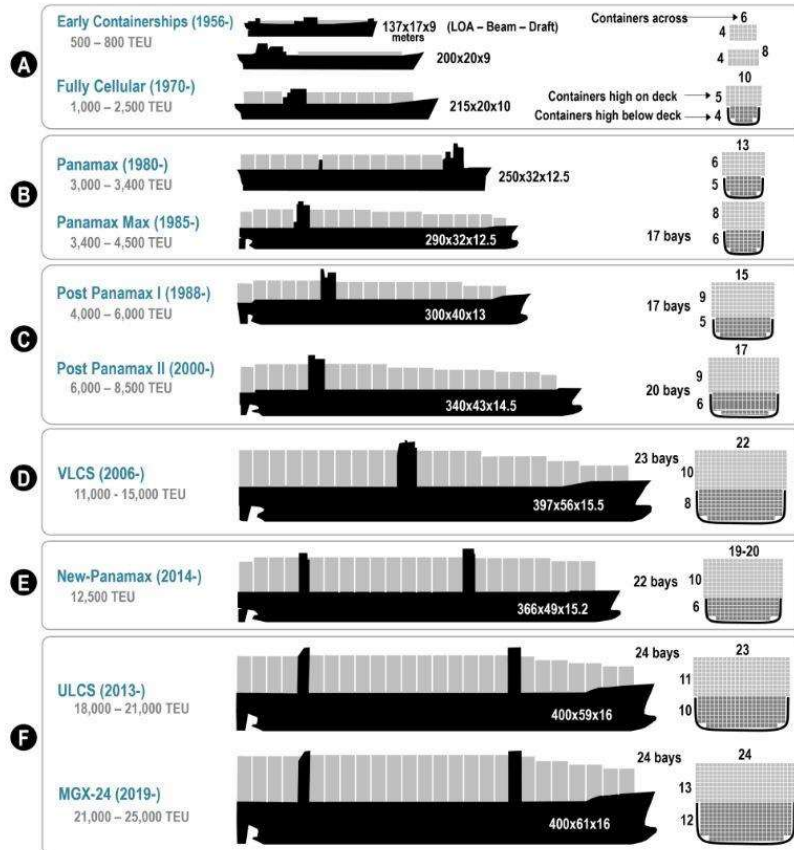 A
Early Containerships (1956-)
500 – 800 TEU
137x17x9 (LOA – Beam – Draft)
meters
200x20x9
Containers across
6
4
4
8
Fully Cellular (1970-)
1,000 – 2,500 TEU
215x20x10
10
Containers high on deck
5
Containers high below deck
4
B
Panamax (1980-)
3,000 – 3,400 TEU
250x32x12.5
13
6
5
Panamax Max (1985-)
3,400 – 4,500 TEU
290x32x12.5
17 bays
8
6
C
Post Panamax I (1988-)
4,000 – 6,000 TEU
300x40x13
17 bays
15
9
5
Post Panamax II (2000-)
6,000 – 8,500 TEU
340x43x14.5
20 bays
17
9
6
D
VLCS (2006-)
11,000 - 15,000 TEU
397x56x15.5
23 bays
22
10
8
E
New-Panamax (2014-)
12,500 TEU
366x49x15.2
22 bays
19-20
10
6
F
ULCS (2013-)
18,000 – 21,000 TEU
400x59x16
24 bays
23
11
10
MGX-24 (2019-)
21,000 – 25,000 TEU
400x61x16
24 bays
24
13
12